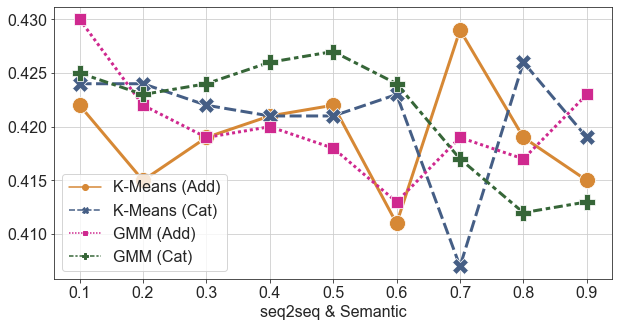 0.430
0.425
0.420
0.415
0.410
K-Means (Add)
K-Means (Cat)
GMM (Add)
GMM (Cat)
0.1 0.2 0.3 0.4 0.5 0.6 0.7 0.8 0.9
seq2seq & Semantic